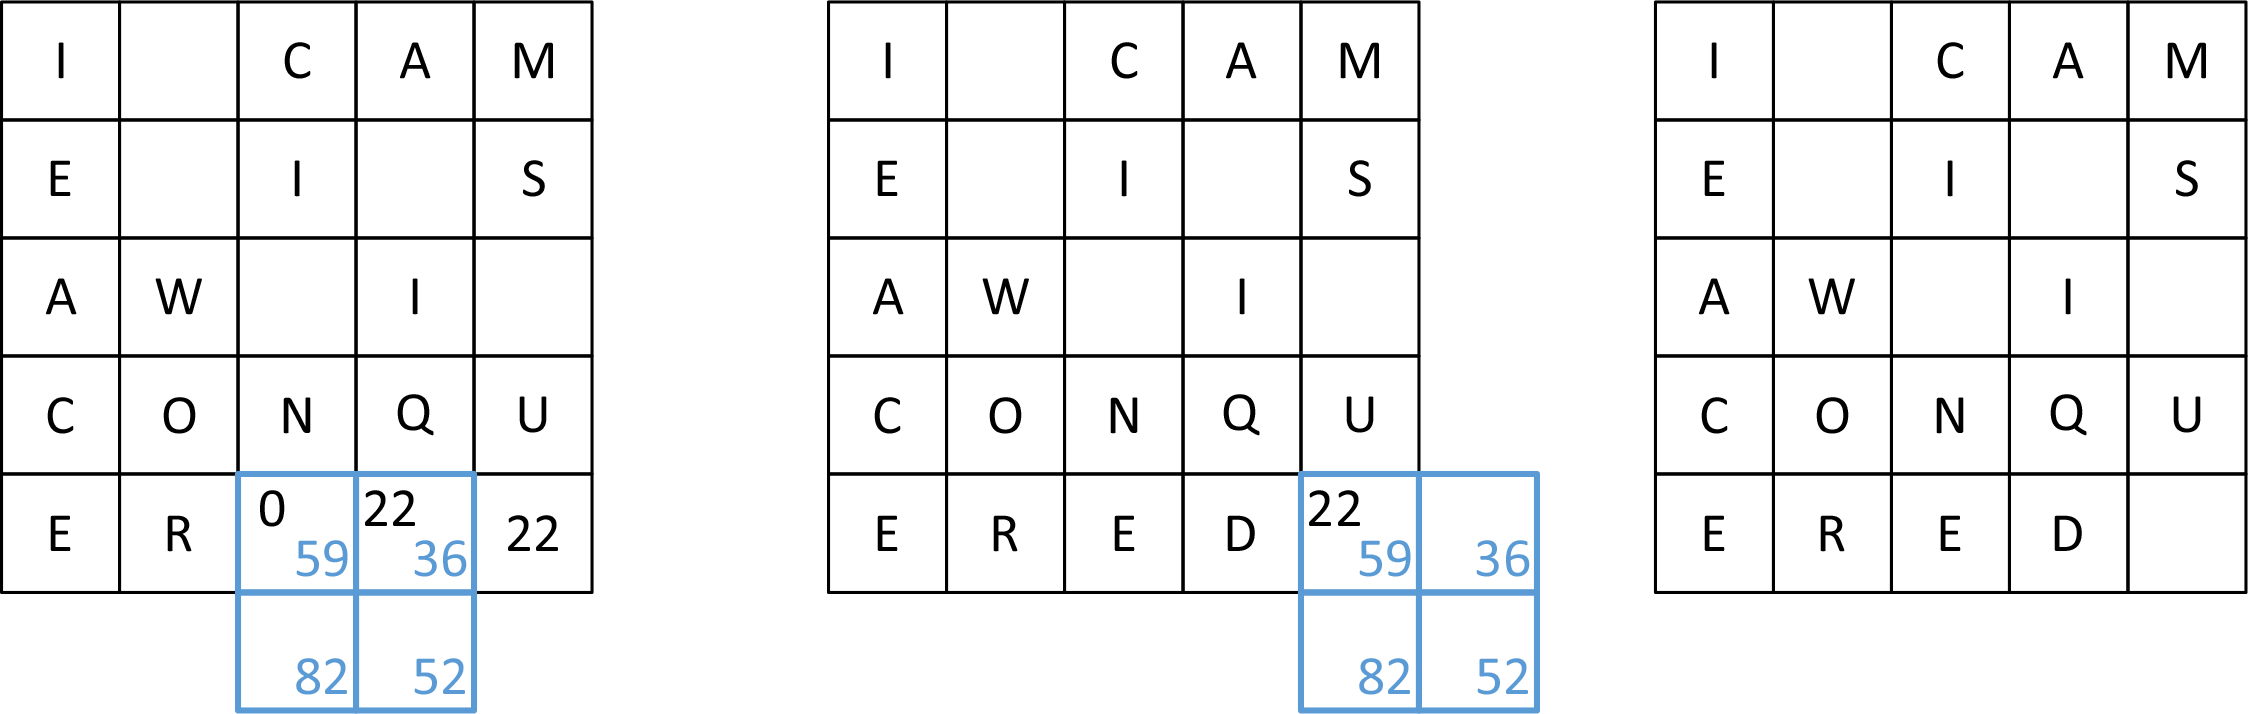 I C A M I C A M I C A M
E I S E I S E I S
A W I A W I A W I
C O N Q U C O N Q U C O N Q U
E R 0 22 22 E R E D 22 E R E D
59 36 59 36
82 52 82 52